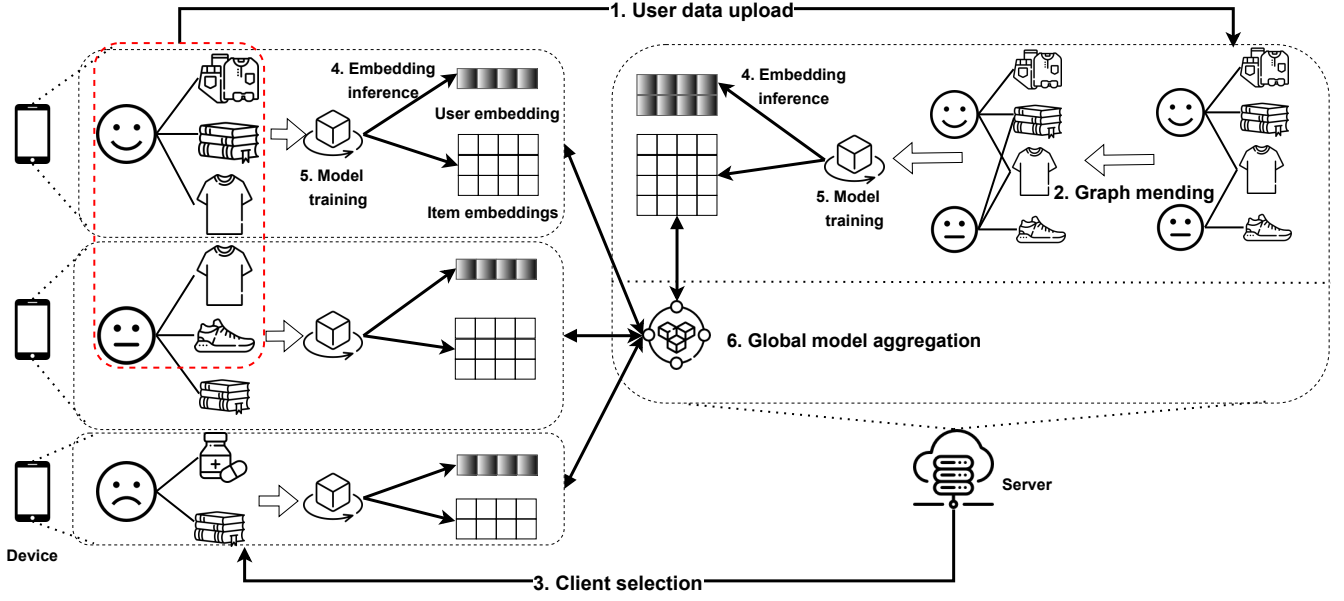 1. User data upload
4. Embedding
inference
User embedding
5. Model
training
Item embeddings
4. Embedding
inference
5. Model
training
2. Graph mending
6. Global model aggregation
Server
Device
3. Client selection